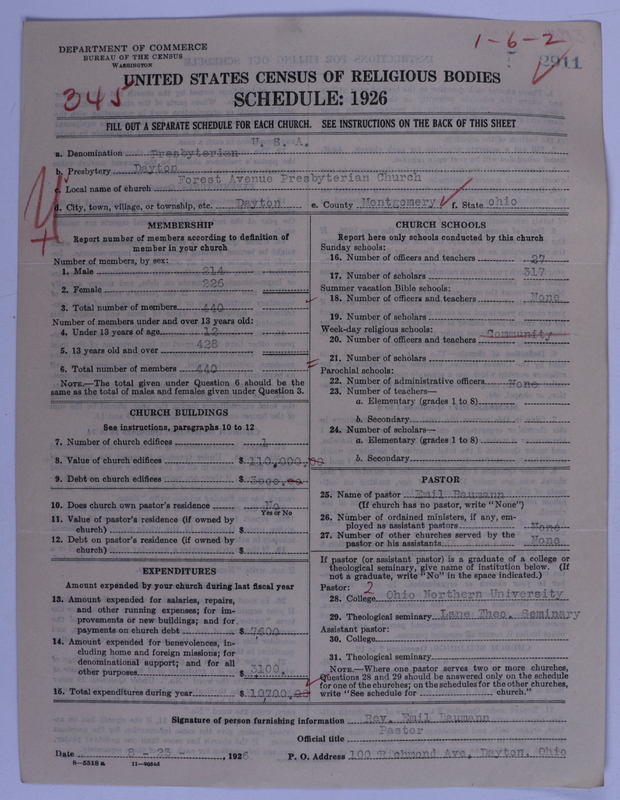 DEPARTMENT OF COMMERCE
BUREAU OF THE CENSUS
WASHINGTON
1-6-2
2911
UNITED STATES CENSUS OF RELIGIOUS BODIES
345
SCHEDULE: 1926
FILL OUT A SEPARATE SCHEDULE FOR EACH CHURCH. SEE INSTRUCTIONS ON THE BACK OF THIS SHEET
U. S. A.
a. Denomination Presbyterian
b. Presbytery Dayton
c. Local name of church Forest Avenue Presbyterian Church
d. City, town, village, or township, etc. Dayton e. County Montgomery f. State Ohio
MEMBERSHIP
Report number of members according to definition of
member in your church
Number of members, by sex:
1. Male 214
2. Female 226
3. Total number of members 440
Number of members under and over 13 years old:
4. Under 13 years of age 12
5. 13 years old and over 428
6. Total number of members 440
NOTE.—The total given under Question 6 should be the
same as the total of males and females given under Question 3.
CHURCH BUILDINGS
See instructions, paragraphs 10 to 12
7. Number of church edifices 1
8. Value of church edifices $ 110,000.00
9. Debt on church edifices $ 3000.00
10. Does church own pastor's residence No
Yes or No
11. Value of pastor's residence (if owned by
church) $
12. Debt on pastor's residence (if owned by
church) $
EXPENDITURES
Amount expended by your church during last fiscal year
13. Amount expended for salaries, repairs,
and other running expenses; for im-
provements or new buildings; and for
payments on church debt $ 7600
14. Amount expended for benevolences, in-
cluding home and foreign missions; for
denominational support; and for all
other purposes $ 3100.
15. Total expenditures during year $ 10700.00
CHURCH SCHOOLS
Report here only schools conducted by this church
Sunday schools:
16. Number of officers and teachers 27
17. Number of scholars 317
Summer vacation Bible schools:
18. Number of officers and teachers None
19. Number of scholars
Week-day religious schools:
20. Number of officers and teachers Community
21. Number of scholars
Parochial schools:
22. Number of administrative officers None
23. Number of teachers—
a. Elementary (grades 1 to 8)
b. Secondary
24. Number of scholars—
a. Elementary (grades 1 to 8)
b. Secondary
PASTOR
25. Name of pastor Emil Baumann
(If church has no pastor, write "None")
26. Number of ordained ministers, if any, em-
ployed as assistant pastors None
27. Number of other churches served by the
pastor or his assistants None
If pastor (or assistant pastor) is a graduate of a college or
theological seminary, give name of institution below. (If
not a graduate, write "No" in the space indicated.)
Pastor: 2
28. College Ohio Northern University
29. Theological seminary Lane Theo. Seminary
Assistant pastor:
30. College
31. Theological seminary
NOTE.—Where one pastor serves two or more churches,
Questions 28 and 29 should be answered only on the schedule
for one of the churches; on the schedules for the other churches,
write "See schedule for church."
Signature of person furnishing information Rev. Emil Baumann
Official title Pastor
Date 8 - 23 - , 1926 P. O. Address 100 Richmond Ave, Dayton, Ohio
8—5518 a